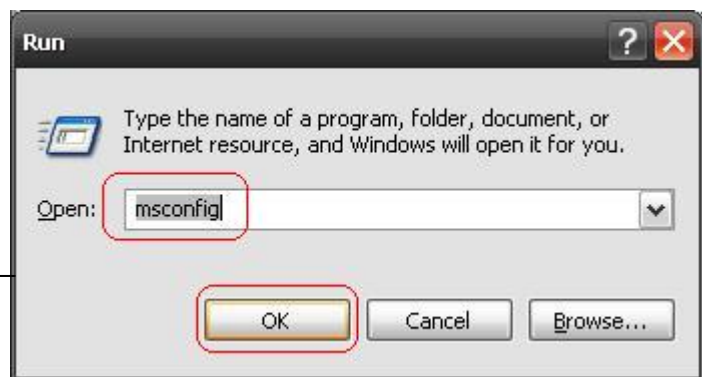 Run
Type the name of a program, folder, document, or
Internet resource, and Windows will open it for you.
Open: msconfig
OK Cancel Browse...